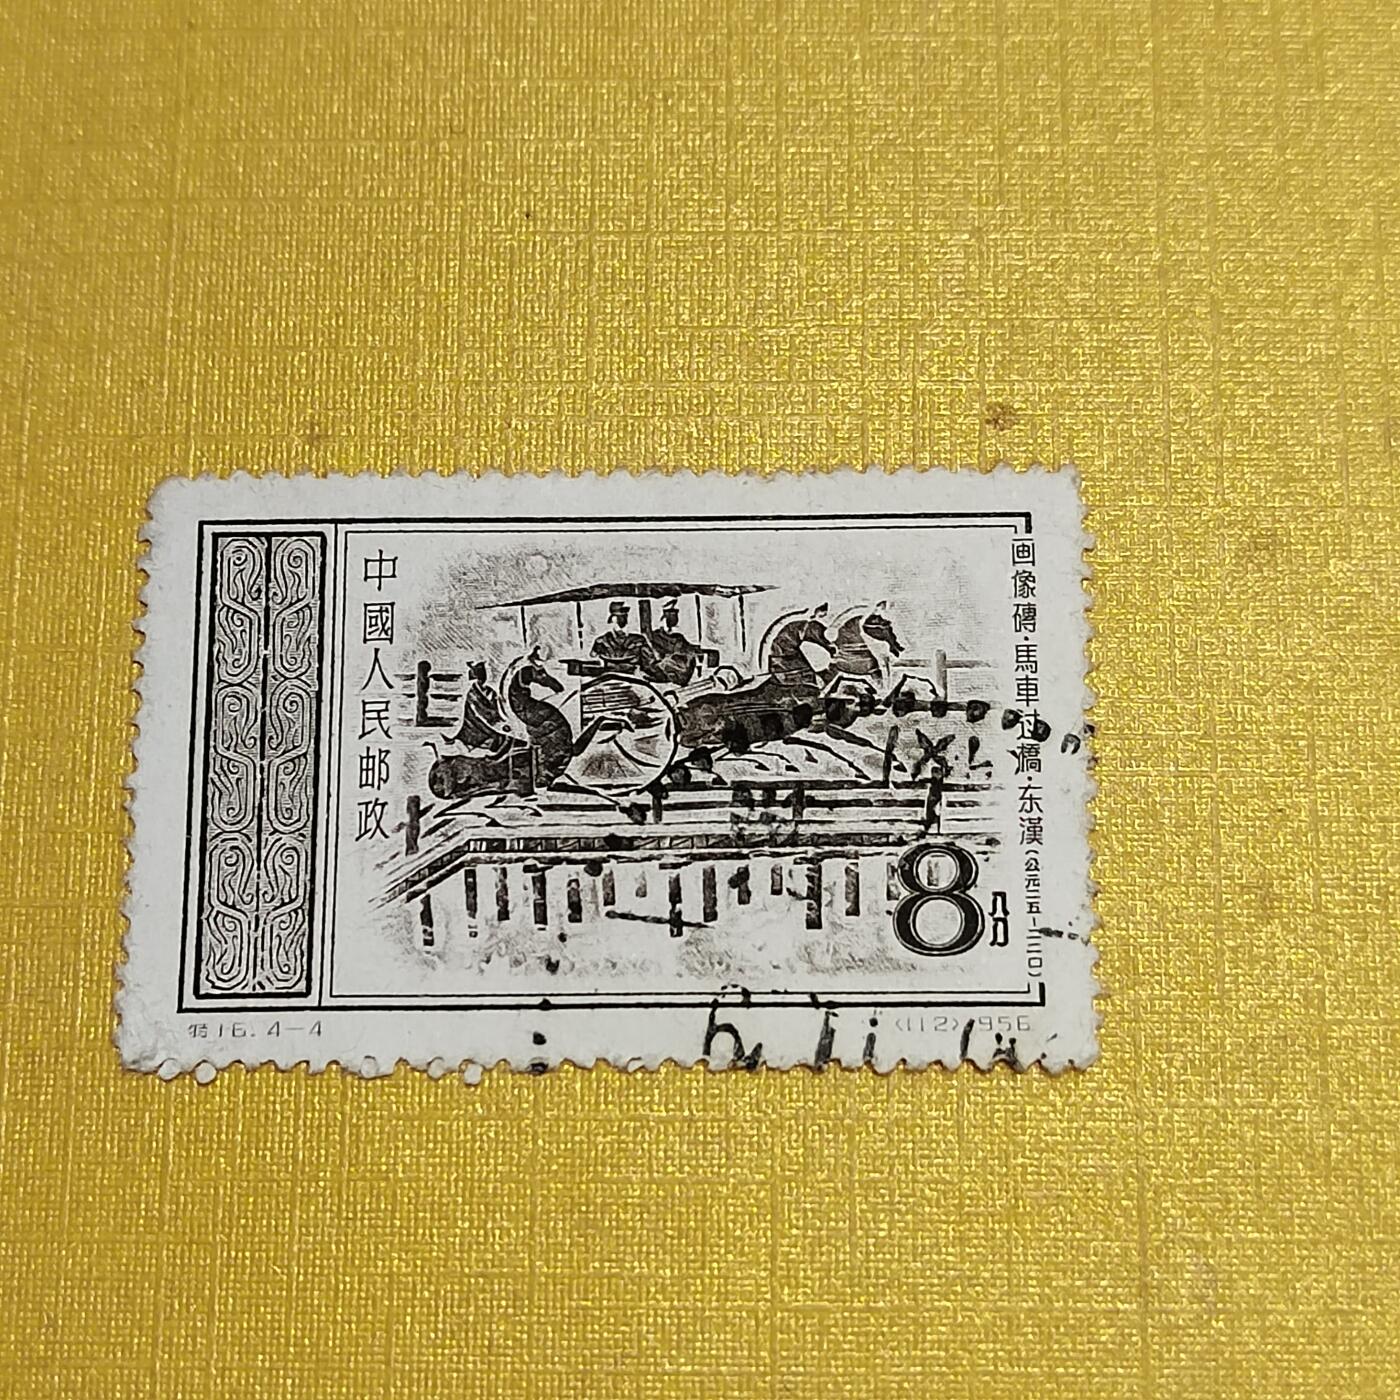 中國人民邮政
画像磚·馬車过橋·东漢(公元二五—二二〇)
8分
特16.4—4
(112) 1956